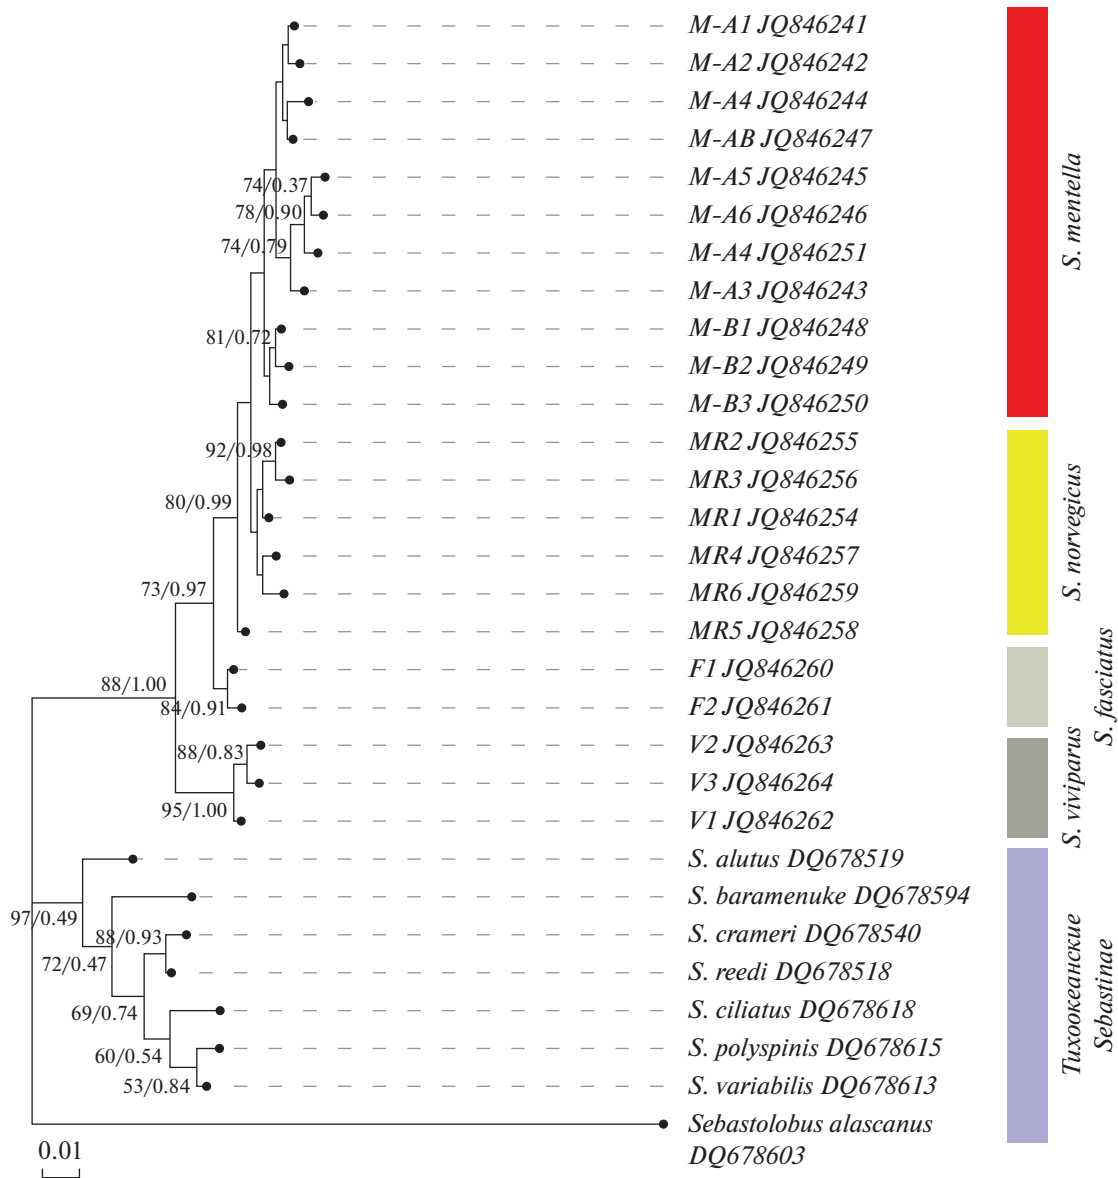 M-A1 JQ846241
M-A2 JQ846242
M-A4 JQ846244
M-AB JQ846247
M-A5 JQ846245
M-A6 JQ846246
M-A4 JQ846251
M-A3 JQ846243
M-B1 JQ846248
M-B2 JQ846249
M-B3 JQ846250
MR2 JQ846255
MR3 JQ846256
MR1 JQ846254
MR4 JQ846257
MR6 JQ846259
MR5 JQ846258
F1 JQ846260
F2 JQ846261
V2 JQ846263
V3 JQ846264
V1 JQ846262
S. alutus DQ678519
S. baramenuke DQ678594
S. crameri DQ678540
S. reedi DQ678518
S. ciliatus DQ678618
S. polyspinis DQ678615
S. variabilis DQ678613
Sebastolobus alascanus
DQ678603
74/0.37
78/0.90
74/0.79
81/0.72
92/0.98
80/0.99
73/0.97
88/1.00
84/0.91
88/0.83
95/1.00
97/0.49
88/0.93
72/0.47
69/0.74
60/0.54
53/0.84
0.01
S. mentella
S. norvegicus
S. fasciatus
S. viviparus
Тихоокеанские
Sebastinae